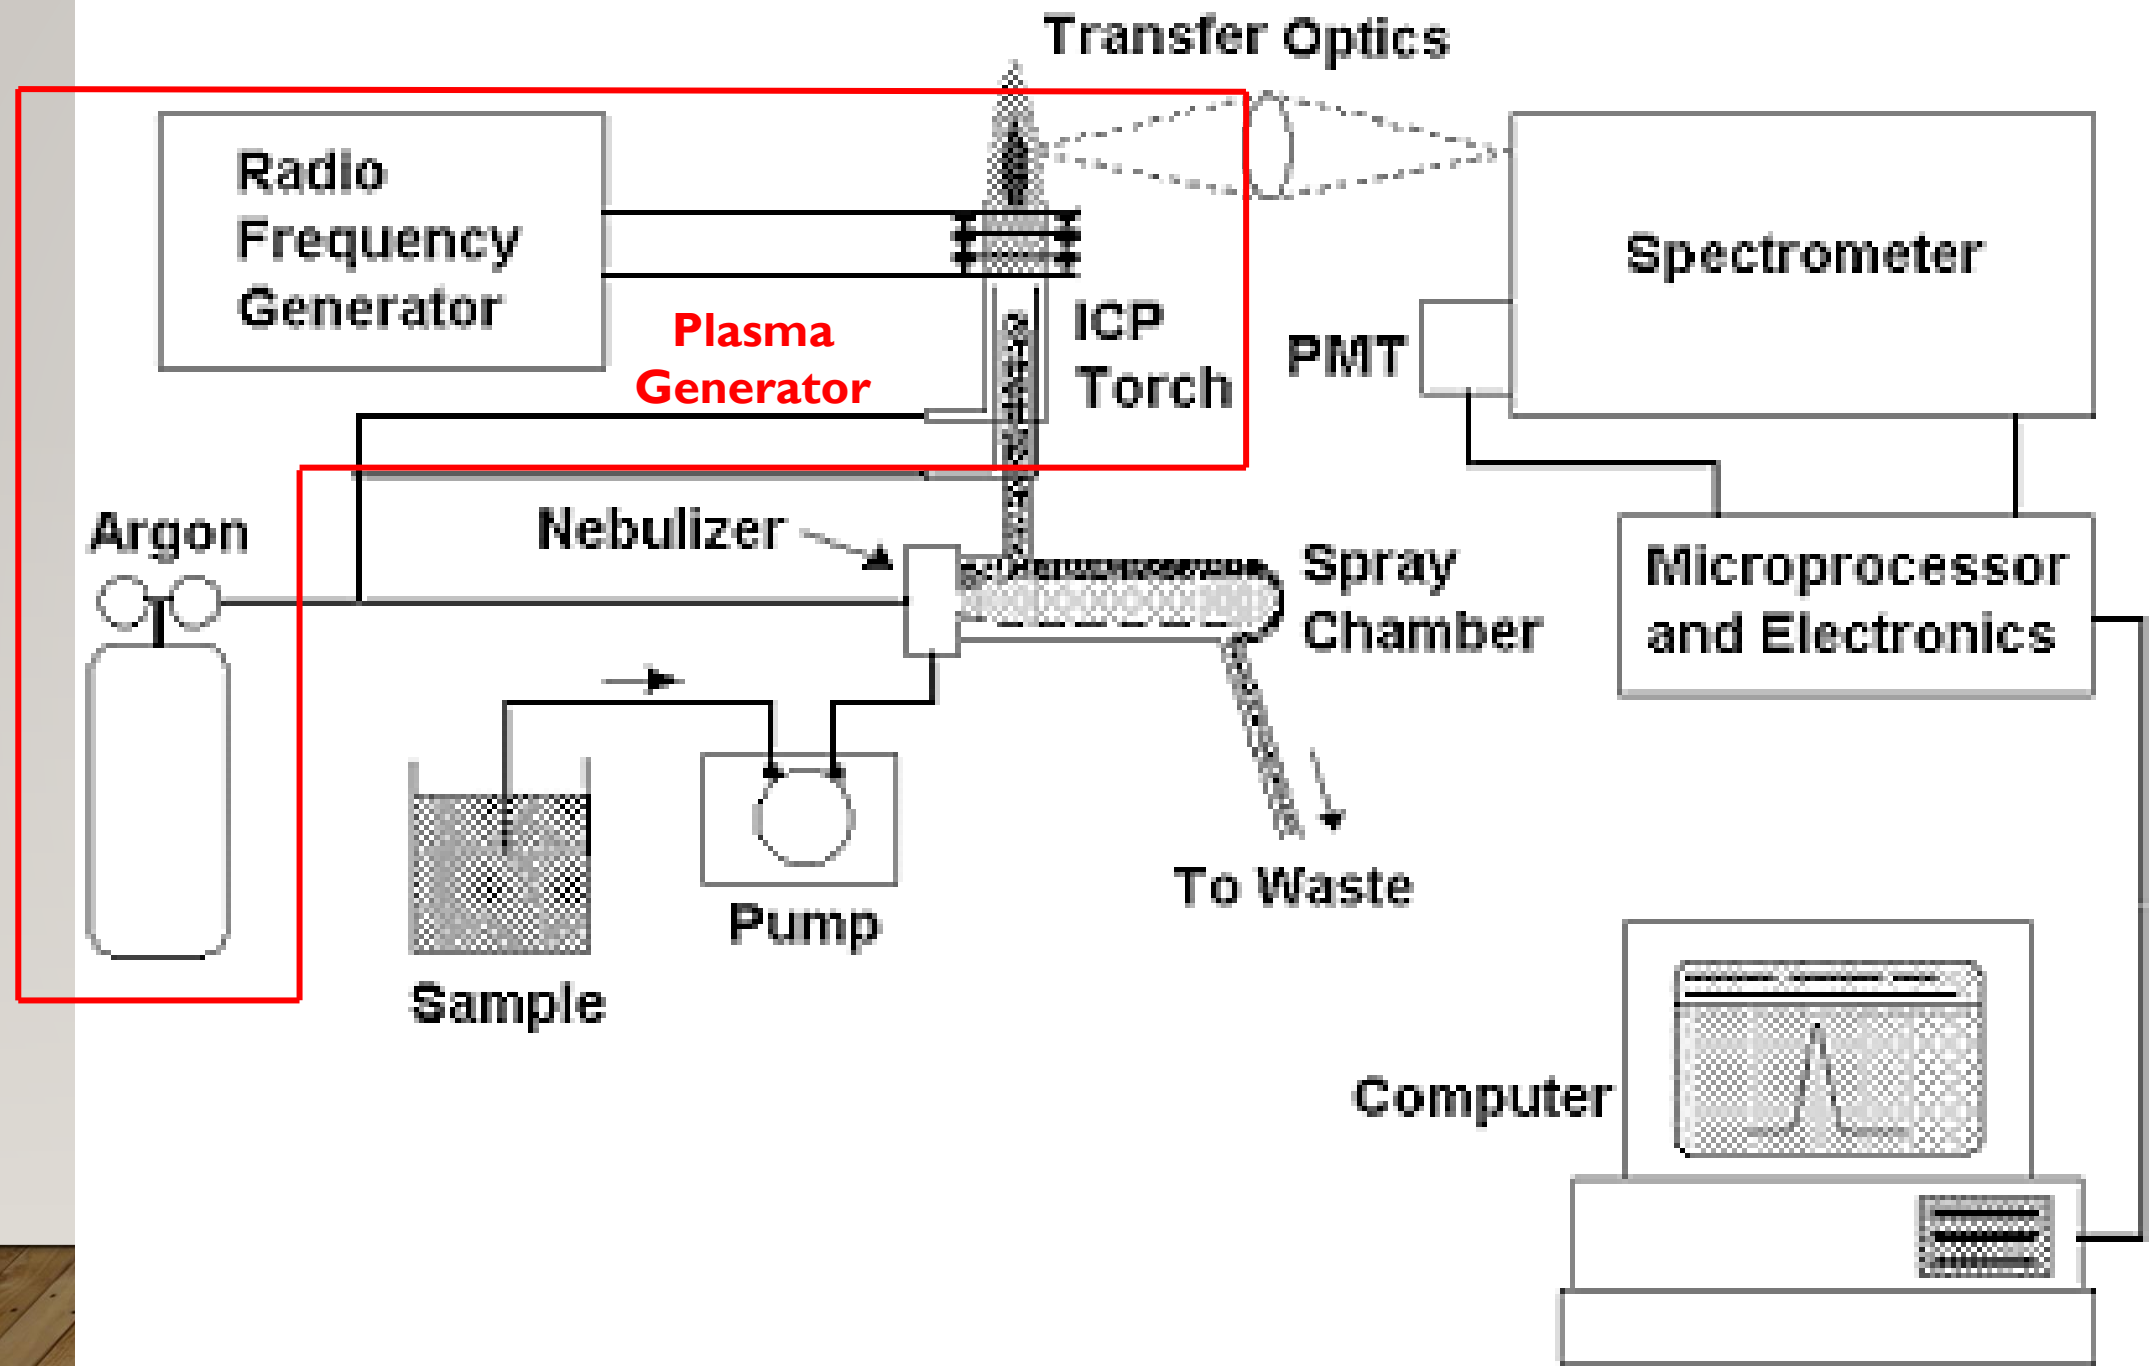 Transfer Optics
Radio
Frequency
Generator
Plasma
Generator
ICP
Torch
PMT
Spectrometer
Argon
Nebulizer
Spray
Chamber
Microprocessor
and Electronics
To Waste
Pump
Sample
Computer